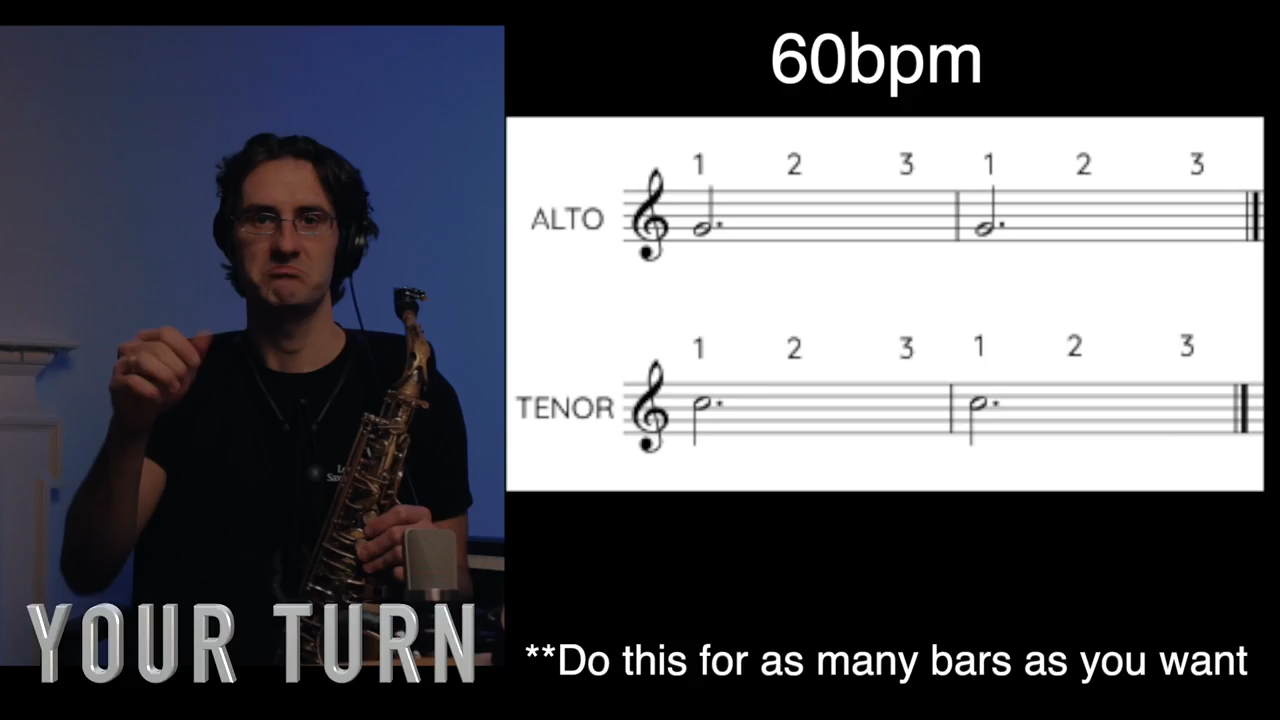 60bpm
1 2 3 1 2 3
ALTO
1 2 3 1 2 3
TENOR
YOUR TURN
**Do this for as many bars as you want